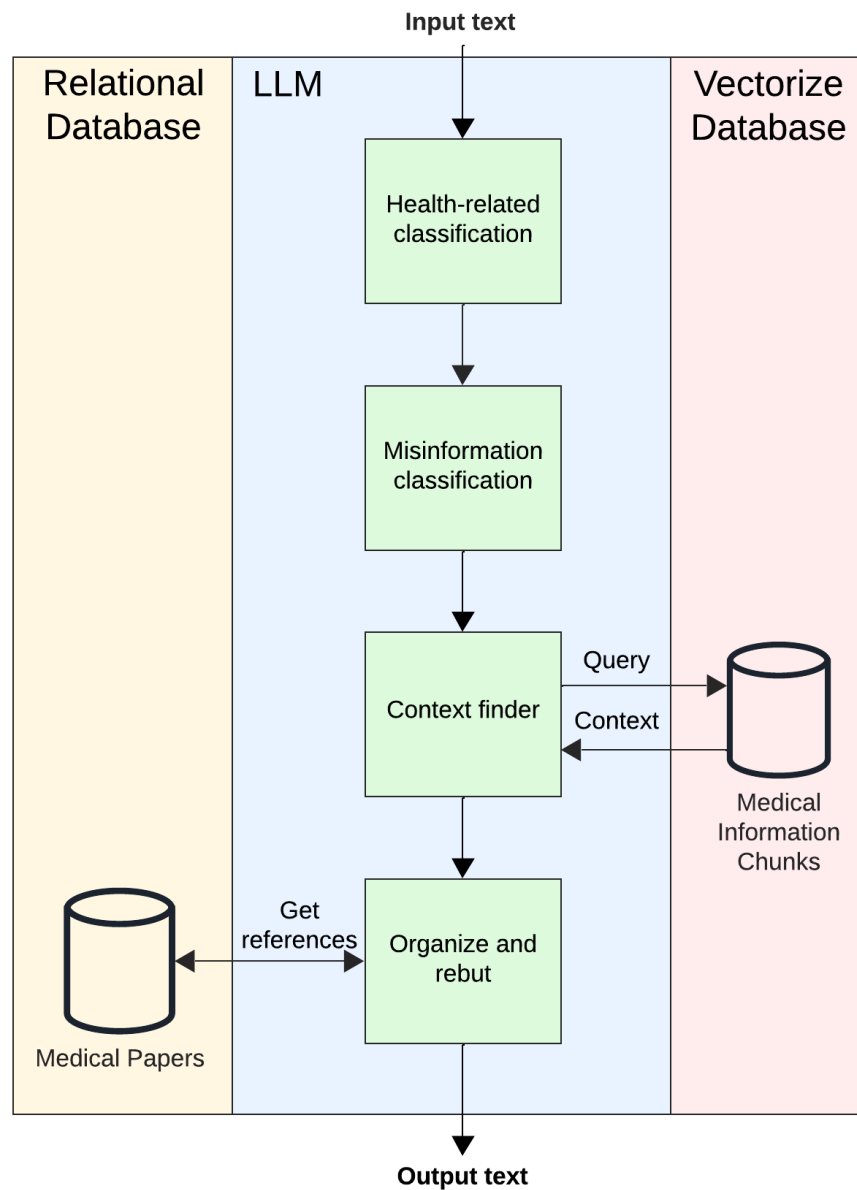 Input text
Relational
Database
LLM
Vectorize
Database
Health-related
classification
Misinformation
classification
Context finder
Query
Context
Medical
Information
Chunks
Get
references
Organize and
rebut
Medical Papers
Output text